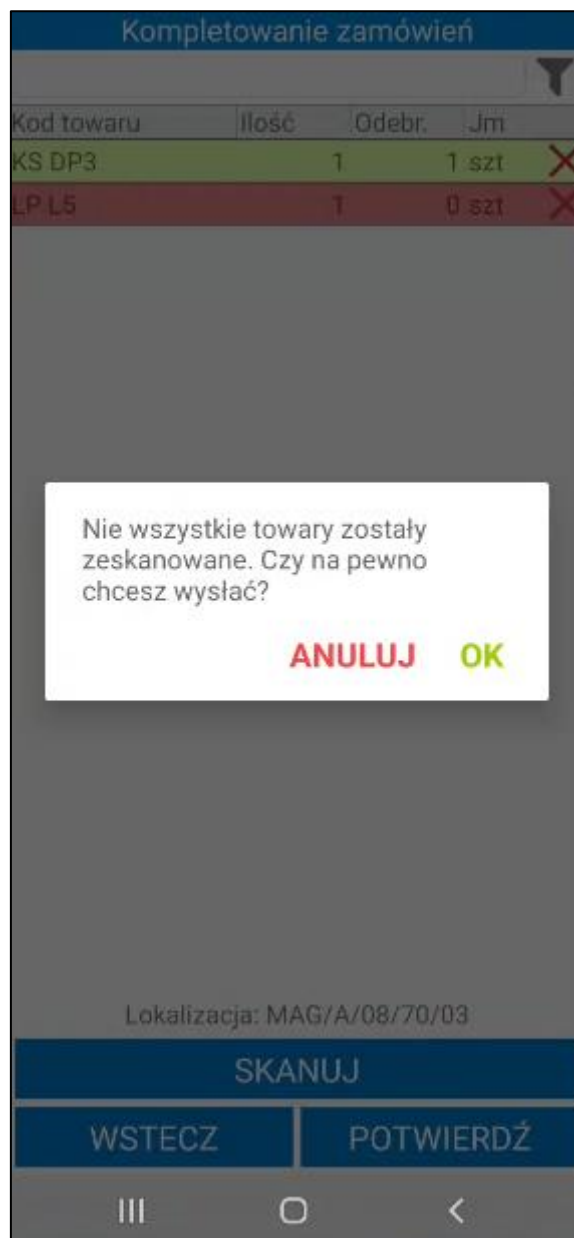 Kompletowanie zamówień
Kod towaru Ilość Odebr. Jm
KS DP3 1 1 szt
LP L5 1 0 szt
Nie wszystkie towary zostały
zeskanowane. Czy na pewno
chcesz wysłać?
ANULUJ OK
Lokalizacja: MAG/A/08/70/03
SKANUJ
WSTECZ POTWIERDŹ